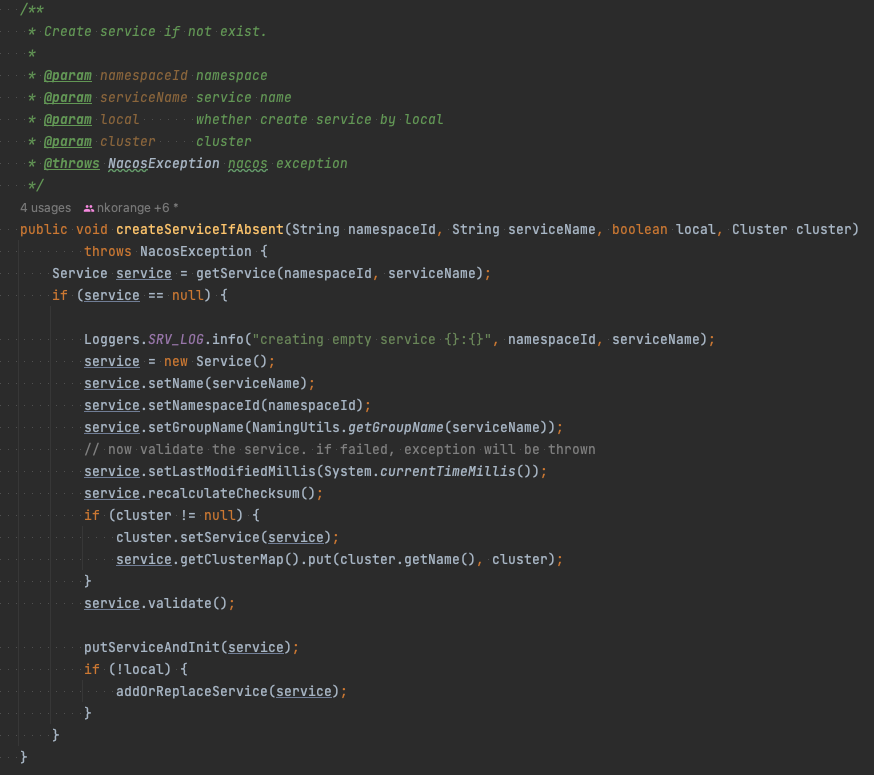 /**
 * Create service if not exist.
 *
 * @param namespaceId namespace
 * @param serviceName service name
 * @param local       whether create service by local
 * @param cluster     cluster
 * @throws NacosException nacos exception
 */
4 usages nkorange +6 *
public void createServiceIfAbsent(String namespaceId, String serviceName, boolean local, Cluster cluster)
        throws NacosException {
    Service service = getService(namespaceId, serviceName);
    if (service == null) {

        Loggers.SRV_LOG.info("creating empty service {}:{}", namespaceId, serviceName);
        service = new Service();
        service.setName(serviceName);
        service.setNamespaceId(namespaceId);
        service.setGroupName(NamingUtils.getGroupName(serviceName));
        // now validate the service. if failed, exception will be thrown
        service.setLastModifiedMillis(System.currentTimeMillis());
        service.recalculateChecksum();
        if (cluster != null) {
            cluster.setService(service);
            service.getClusterMap().put(cluster.getName(), cluster);
        }
        service.validate();

        putServiceAndInit(service);
        if (!local) {
            addOrReplaceService(service);
        }
    }
}